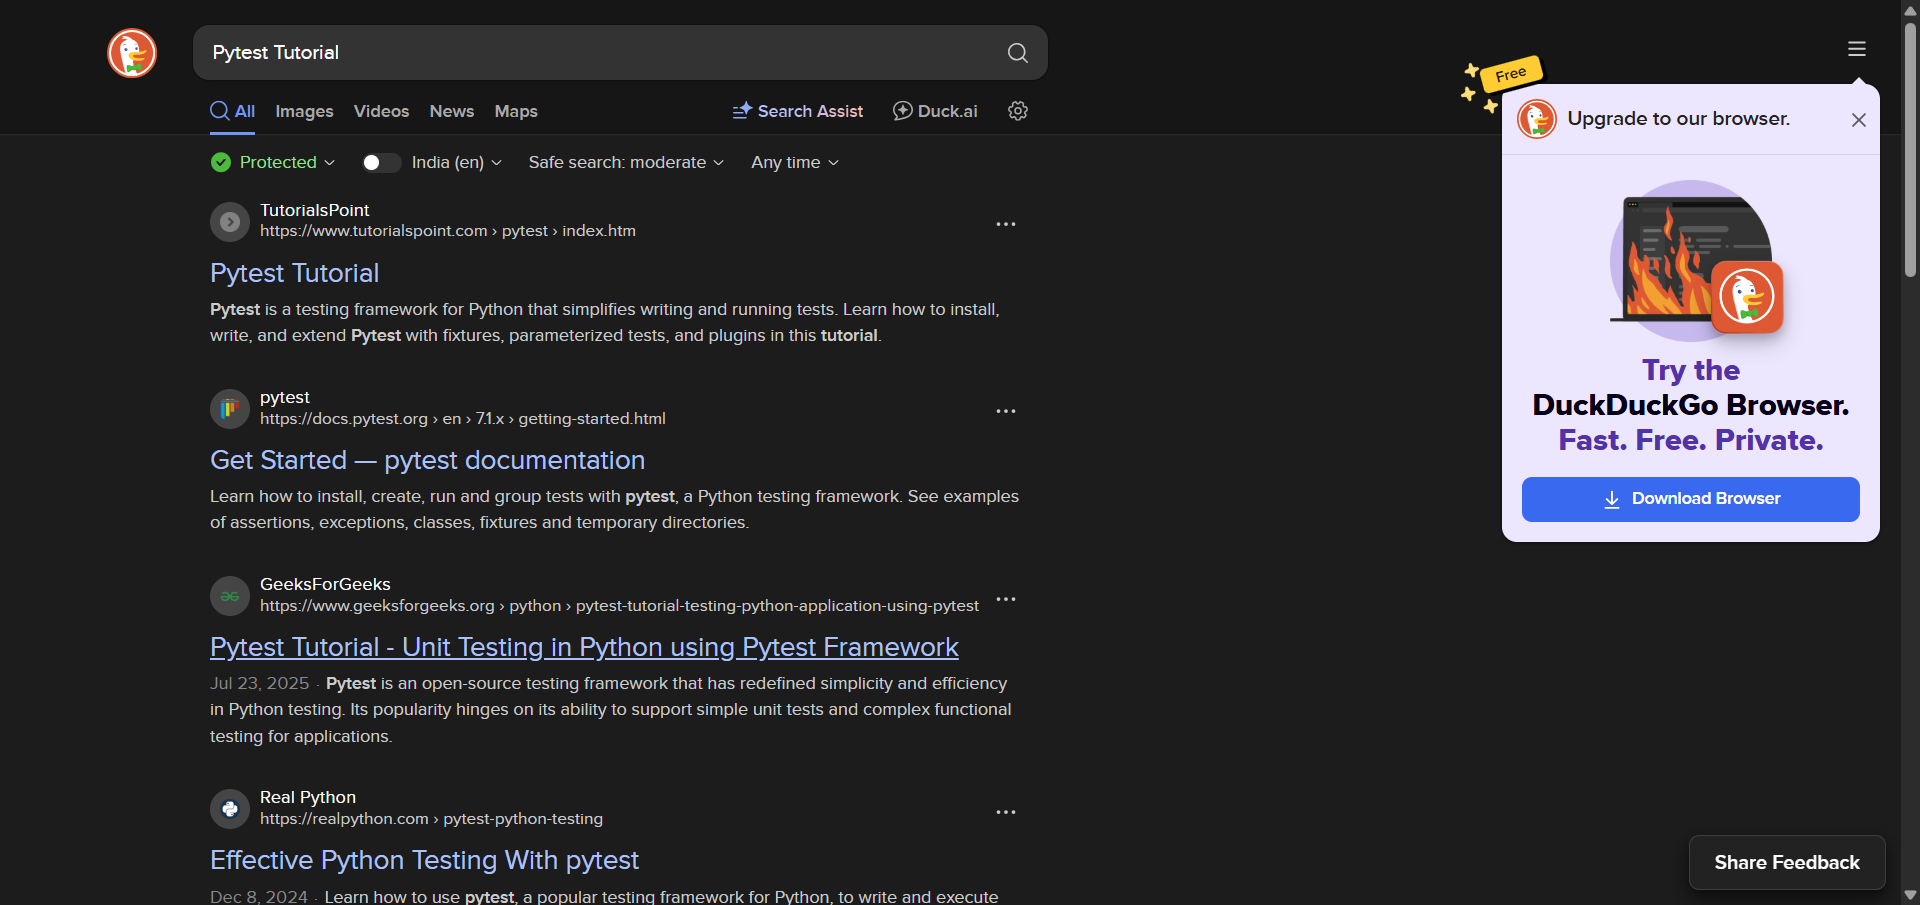 Pytest Tutorial
All Images Videos News Maps Search Assist Duck.ai
Protected India (en) Safe search: moderate Any time
TutorialsPoint
https://www.tutorialspoint.com › pytest › index.htm
Pytest Tutorial
Pytest is a testing framework for Python that simplifies writing and running tests. Learn how to install,
write, and extend Pytest with fixtures, parameterized tests, and plugins in this tutorial.
pytest
https://docs.pytest.org › en › 7.1.x › getting-started.html
Get Started — pytest documentation
Learn how to install, create, run and group tests with pytest, a Python testing framework. See examples
of assertions, exceptions, classes, fixtures and temporary directories.
GeeksForGeeks
https://www.geeksforgeeks.org › python › pytest-tutorial-testing-python-application-using-pytest
Pytest Tutorial - Unit Testing in Python using Pytest Framework
Jul 23, 2025 · Pytest is an open-source testing framework that has redefined simplicity and efficiency
in Python testing. Its popularity hinges on its ability to support simple unit tests and complex functional
testing for applications.
Real Python
https://realpython.com › pytest-python-testing
Effective Python Testing With pytest
Dec 8, 2024 · Learn how to use pytest, a popular testing framework for Python, to write and execute
Free
Upgrade to our browser.
Try the
DuckDuckGo Browser.
Fast. Free. Private.
Download Browser
Share Feedback